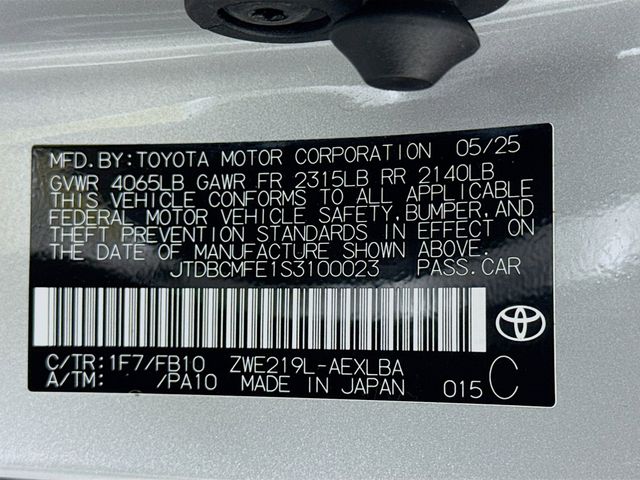 MFD.BY:TOYOTA MOTOR CORPORATION 05/25
GVWR 4065LB GAWR FR 2315LB RR 2140LB
THIS VEHICLE CONFORMS TO ALL APPLICABLE
FEDERAL MOTOR VEHICLE SAFETY,BUMPER,AND
THEFT PREVENTION STANDARDS IN EFFECT ON
THE DATE OF MANUFACTURE SHOWN ABOVE.
JTDBCMFE1S3100023 PASS.CAR
C/TR:1F7/FB10 ZWE219L-AEXLBA
A/TM: /PA10 MADE IN JAPAN 015 C